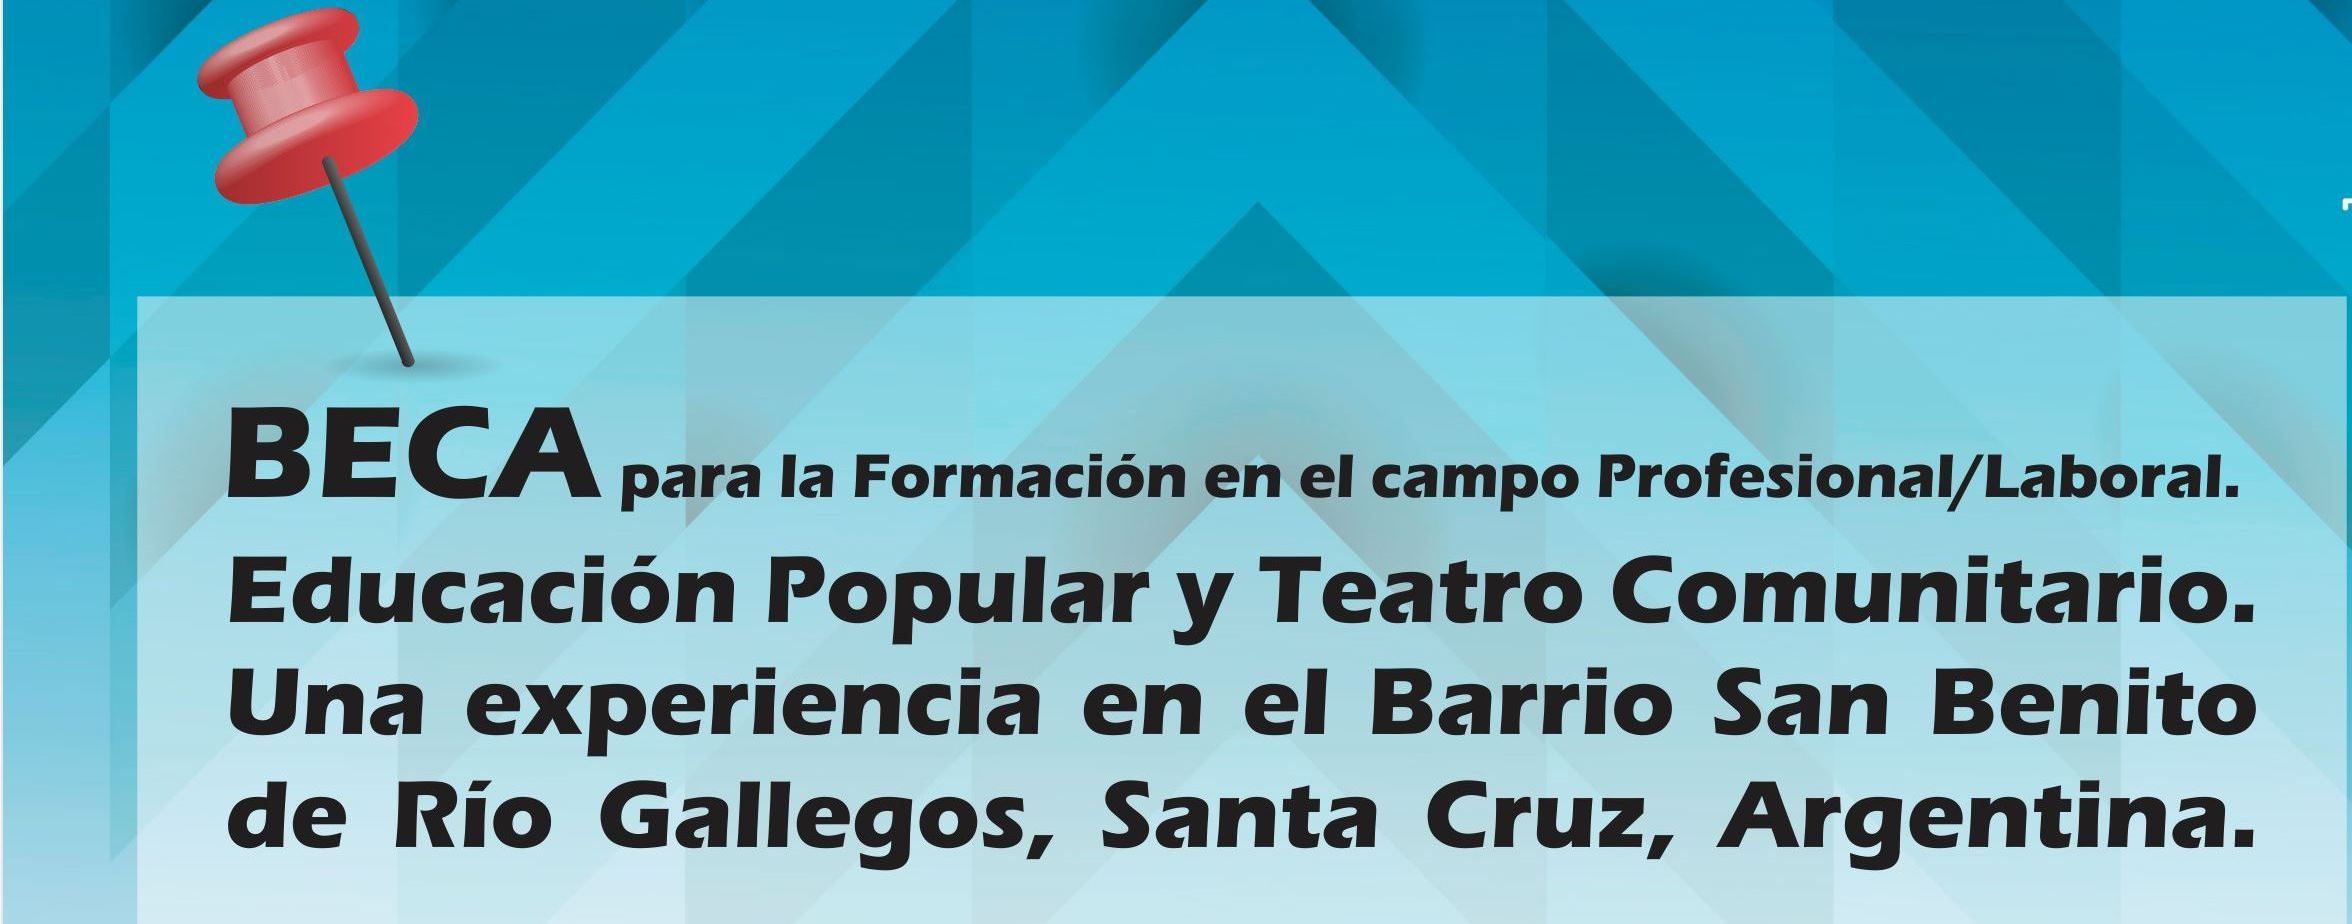 BECA para la Formación en el campo Profesional/Laboral.
Educación Popular y Teatro Comunitario.
Una experiencia en el Barrio San Benito
de Río Gallegos, Santa Cruz, Argentina.